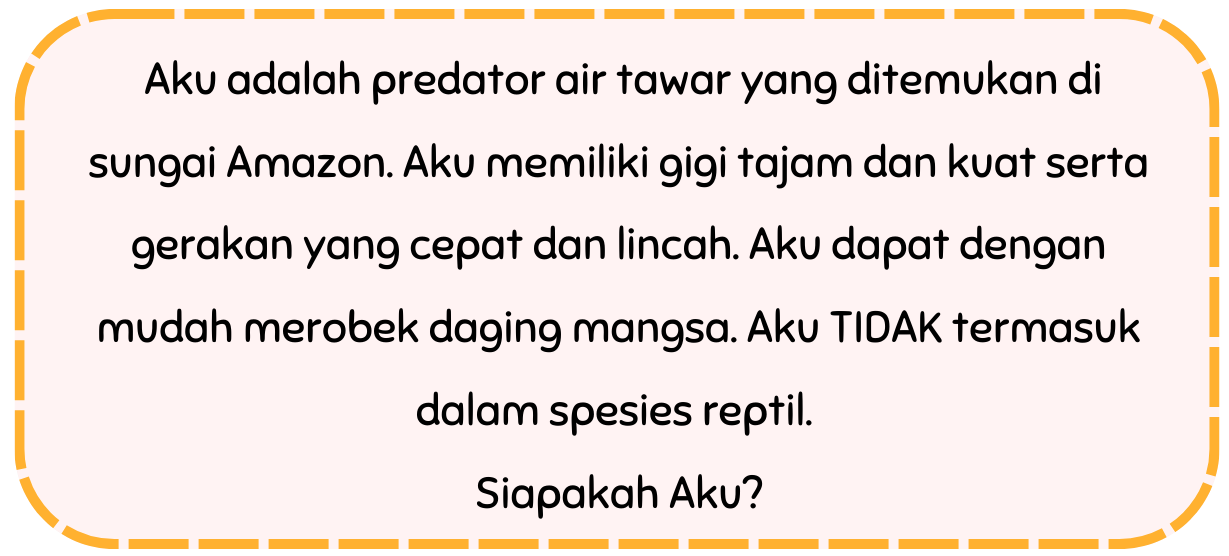 Aku adalah predator air tawar yang ditemukan di
sungai Amazon. Aku memiliki gigi tajam dan kuat serta
gerakan yang cepat dan lincah. Aku dapat dengan
mudah merobek daging mangsa. Aku TIDAK termasuk
dalam spesies reptil.
Siapakah Aku?